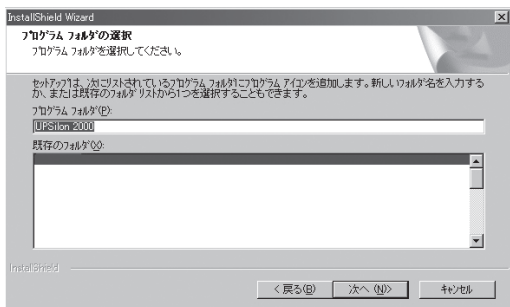 InstallShield Wizard
ﾌﾟﾛｸﾞﾗﾑ ﾌｫﾙﾀﾞの選択
ﾌﾟﾛｸﾞﾗﾑ ﾌｫﾙﾀﾞを選択してください。
ｾｯﾄｱｯﾌﾟは、次にﾘｽﾄされているﾌﾟﾛｸﾞﾗﾑ ﾌｫﾙﾀﾞにﾌﾟﾛｸﾞﾗﾑ ｱｲｺﾝを追加します。新しいﾌｫﾙﾀﾞ名を入力する
か、または既存のﾌｫﾙﾀﾞ ﾘｽﾄから1つを選択することもできます。
ﾌﾟﾛｸﾞﾗﾑ ﾌｫﾙﾀﾞ(P):
UPSilon 2000
既存のﾌｫﾙﾀﾞ(X):
InstallShield
< 戻る(B)
次へ (N)>
ｷｬﾝｾﾙ